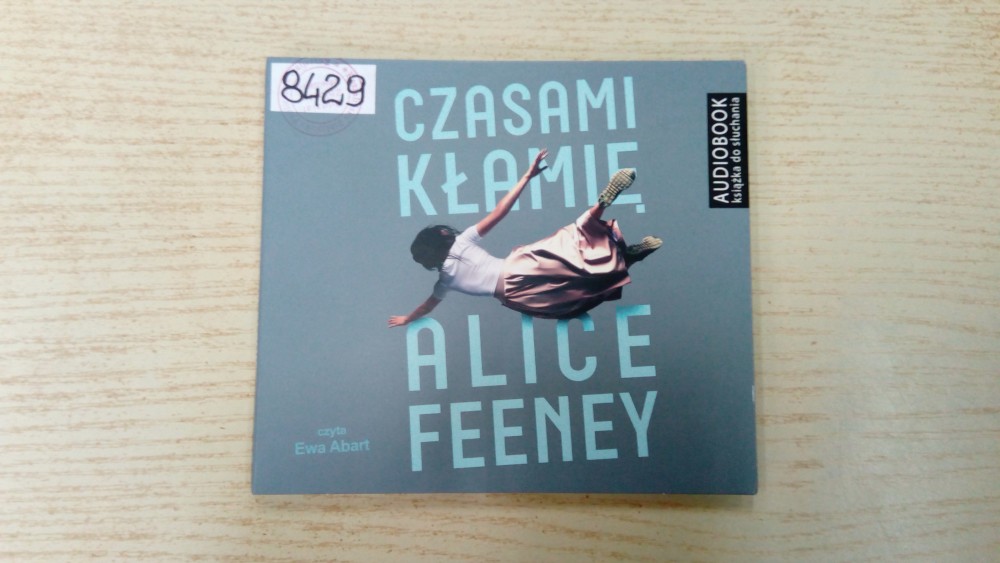 8429
CZASAMI
KŁAMIĘ
AUDIOBOOK
książka do słuchania
ALICE
FEENEY
czyta
Ewa Abart